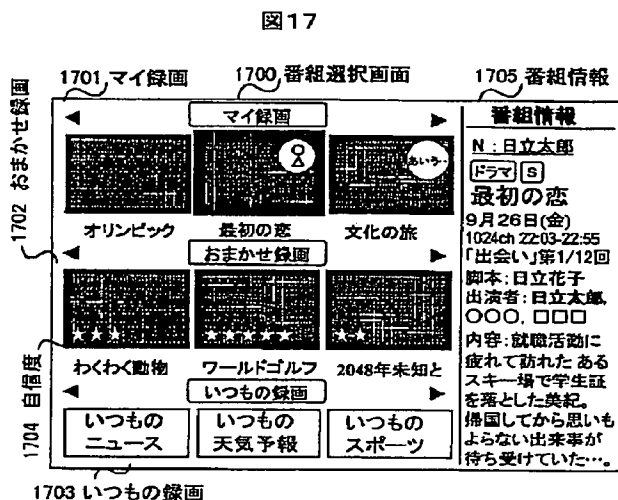 図17
1701 マイ録画
1700 番組選択画面
1705 番組情報
1702 おまかせ録画
◀ マイ録画 ▶
あいう・
オリンピック
最初の恋
文化の旅
◀ おまかせ録画 ▶
★★★
★★★★★
★★
わくわく動物
ワールドゴルフ
2048年未知と
◀ いつもの録画 ▶
いつもの
ニュース
いつもの
天気予報
いつもの
スポーツ
1704 自信度
1703 いつもの録画
番組情報
N:日立太郎
ドラマ S
最初の恋
9月26日(金)
1024ch 22:03-22:55
「出会い」第1/12回
脚本:日立花子
出演者:日立太郎,
〇〇〇, □□□
内容:就職活動に
疲れて訪れた ある
スキー場で学生証
を落とした美紀。
帰国してから思いも
よらない出来事が
待ち受けていた…。